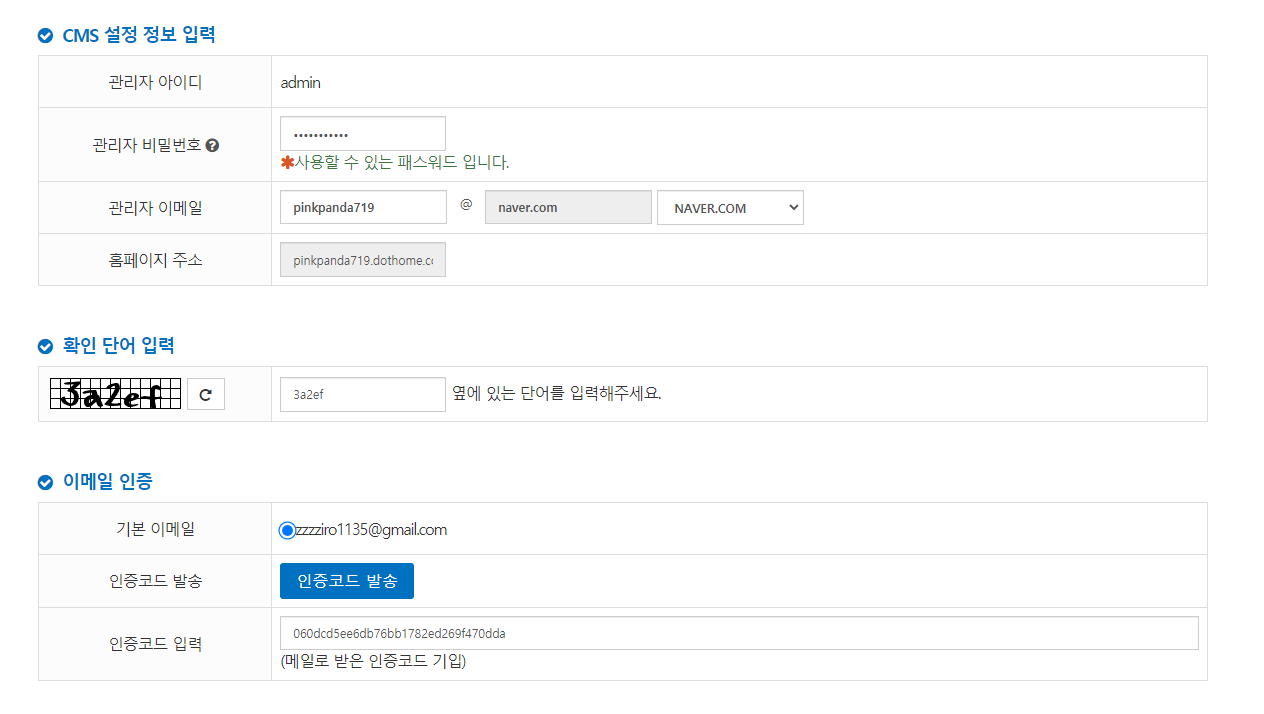 CMS 설정 정보 입력
관리자 아이디 admin
관리자 비밀번호 •••••••••••
*사용할 수 있는 패스워드 입니다.
관리자 이메일 pinkpanda719 @ naver.com NAVER.COM
홈페이지 주소 pinkpanda719.dothome.co
확인 단어 입력
3a2ef 3a2ef 옆에 있는 단어를 입력해주세요.
이메일 인증
기본 이메일 zzzziro1135@gmail.com
인증코드 발송 인증코드 발송
인증코드 입력 060dcd5ee6db76bb1782ed269f470dda
(메일로 받은 인증코드 기입)